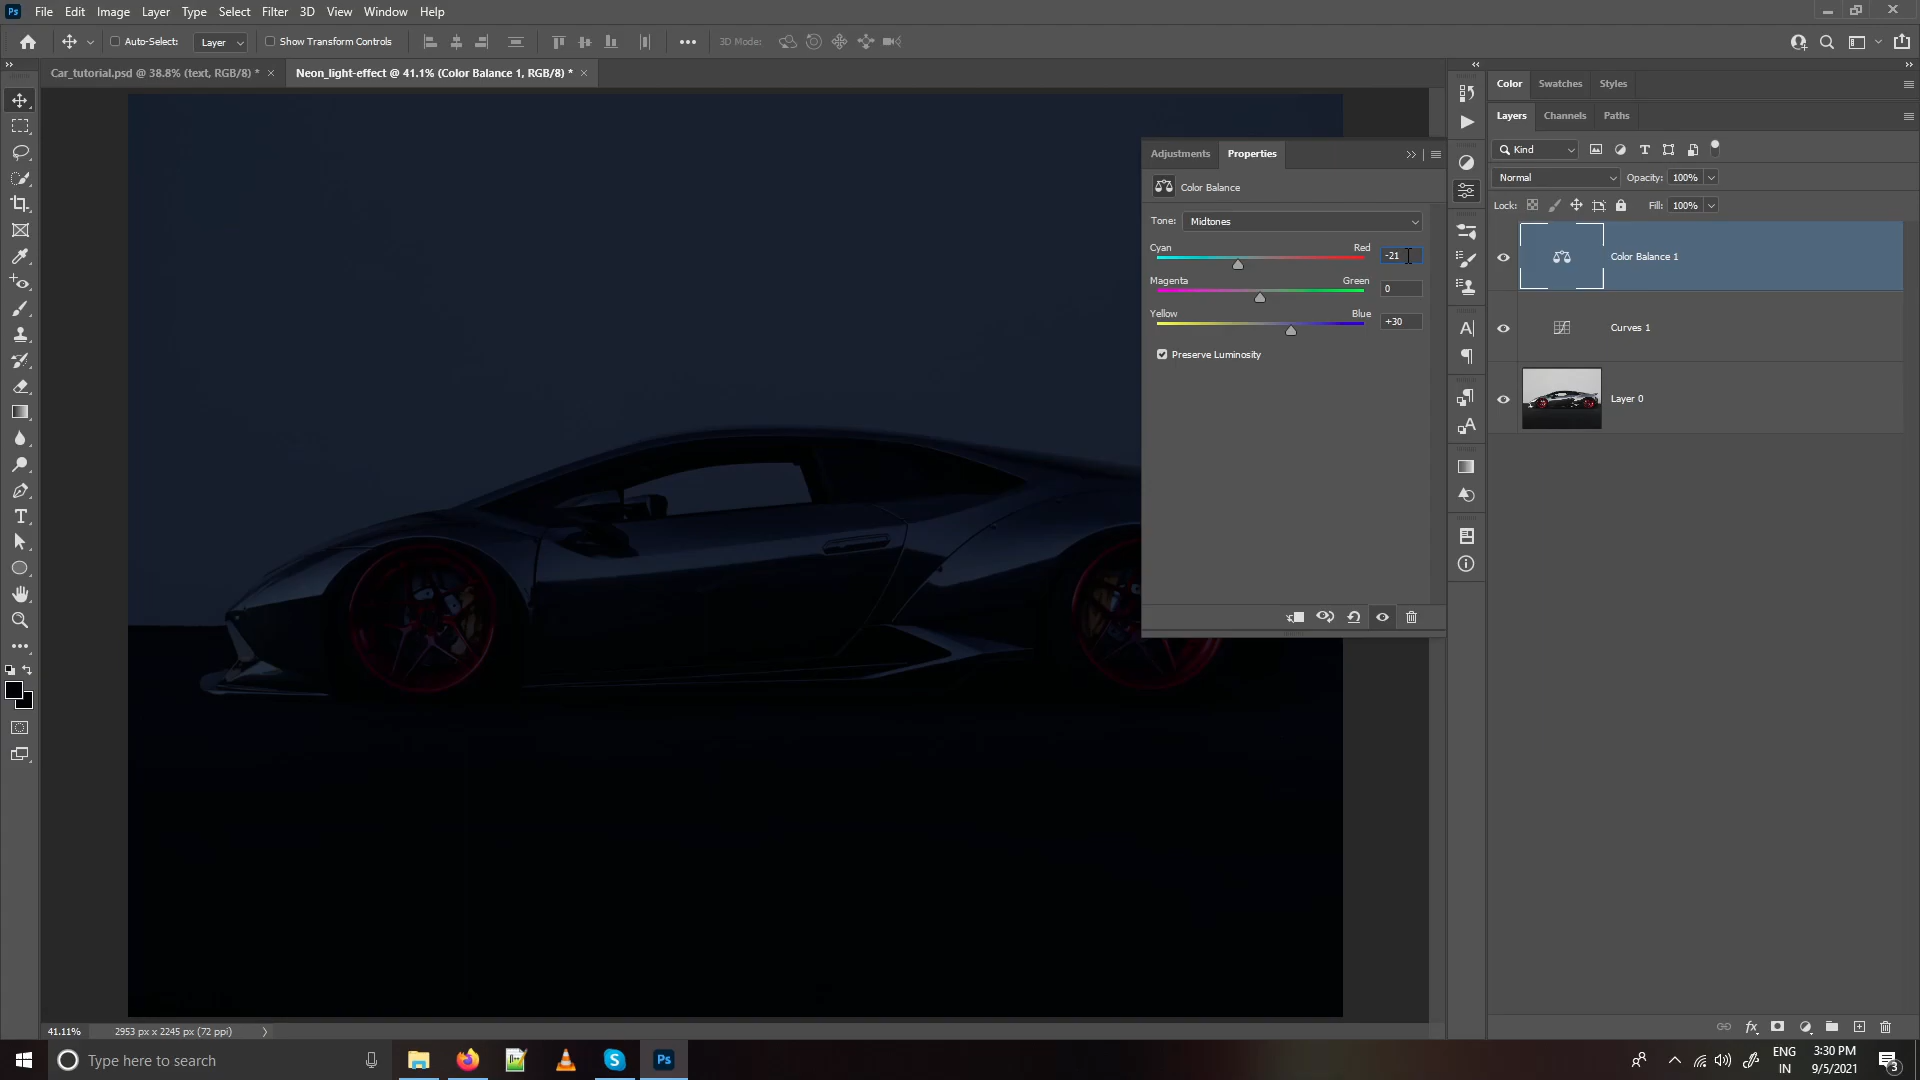 Ps File Edit Image Layer Type Select Filter 3D View Window Help
Auto-Select: Layer Show Transform Controls 3D Mode:
Car_tutorial.psd @ 38.8% (text, RGB/8) * Neon_light-effect @ 41.1% (Color Balance 1, RGB/8) *
Color Swatches Styles
Layers Channels Paths
Kind
Normal Opacity: 100%
Lock: Fill: 100%
Color Balance 1
Curves 1
Layer 0
Adjustments Properties
Color Balance
Tone: Midtones
Cyan Red -21
Magenta Green 0
Yellow Blue +30
Preserve Luminosity
41.11% 2953 px x 2245 px (72 ppi)
Type here to search
Ps
ENG
IN
3:30 PM
9/5/2021
3